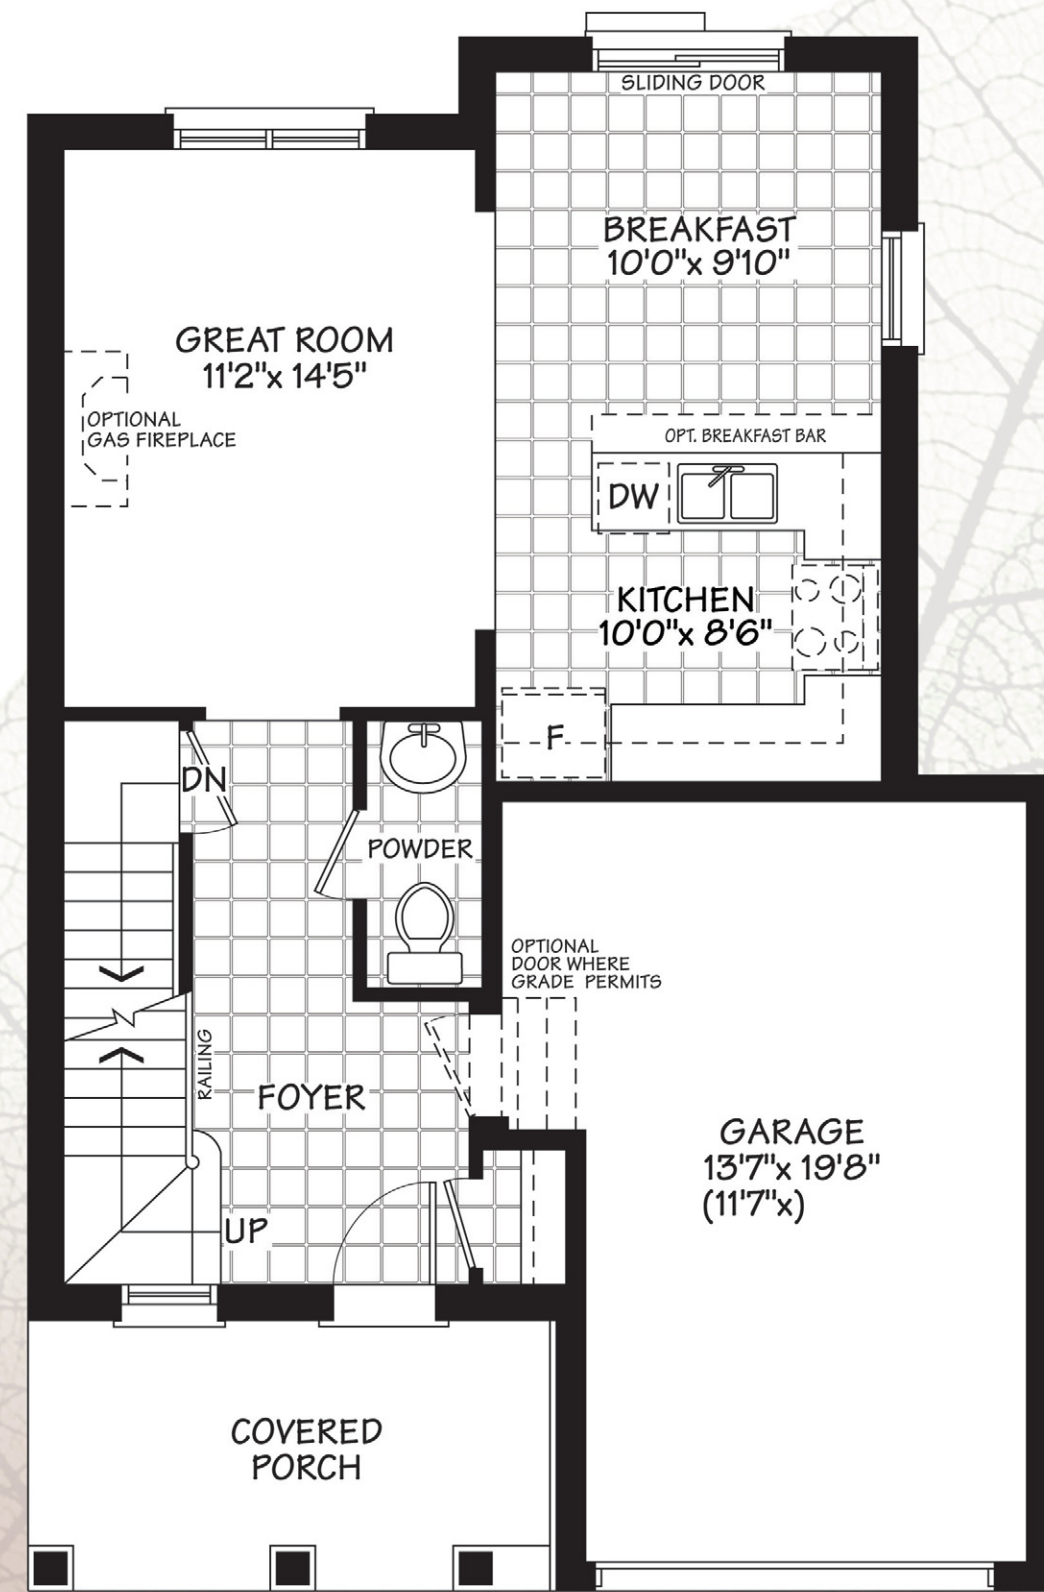 SLIDING DOOR
BREAKFAST
10'0"x 9'10"
GREAT ROOM
11'2"x 14'5"
OPTIONAL
GAS FIREPLACE
OPT. BREAKFAST BAR
DW
KITCHEN
10'0"x 8'6"
F
DN
POWDER
OPTIONAL
DOOR WHERE
GRADE PERMITS
RAILING
FOYER
GARAGE
13'7"x 19'8"
(11'7"x)
UP
COVERED
PORCH